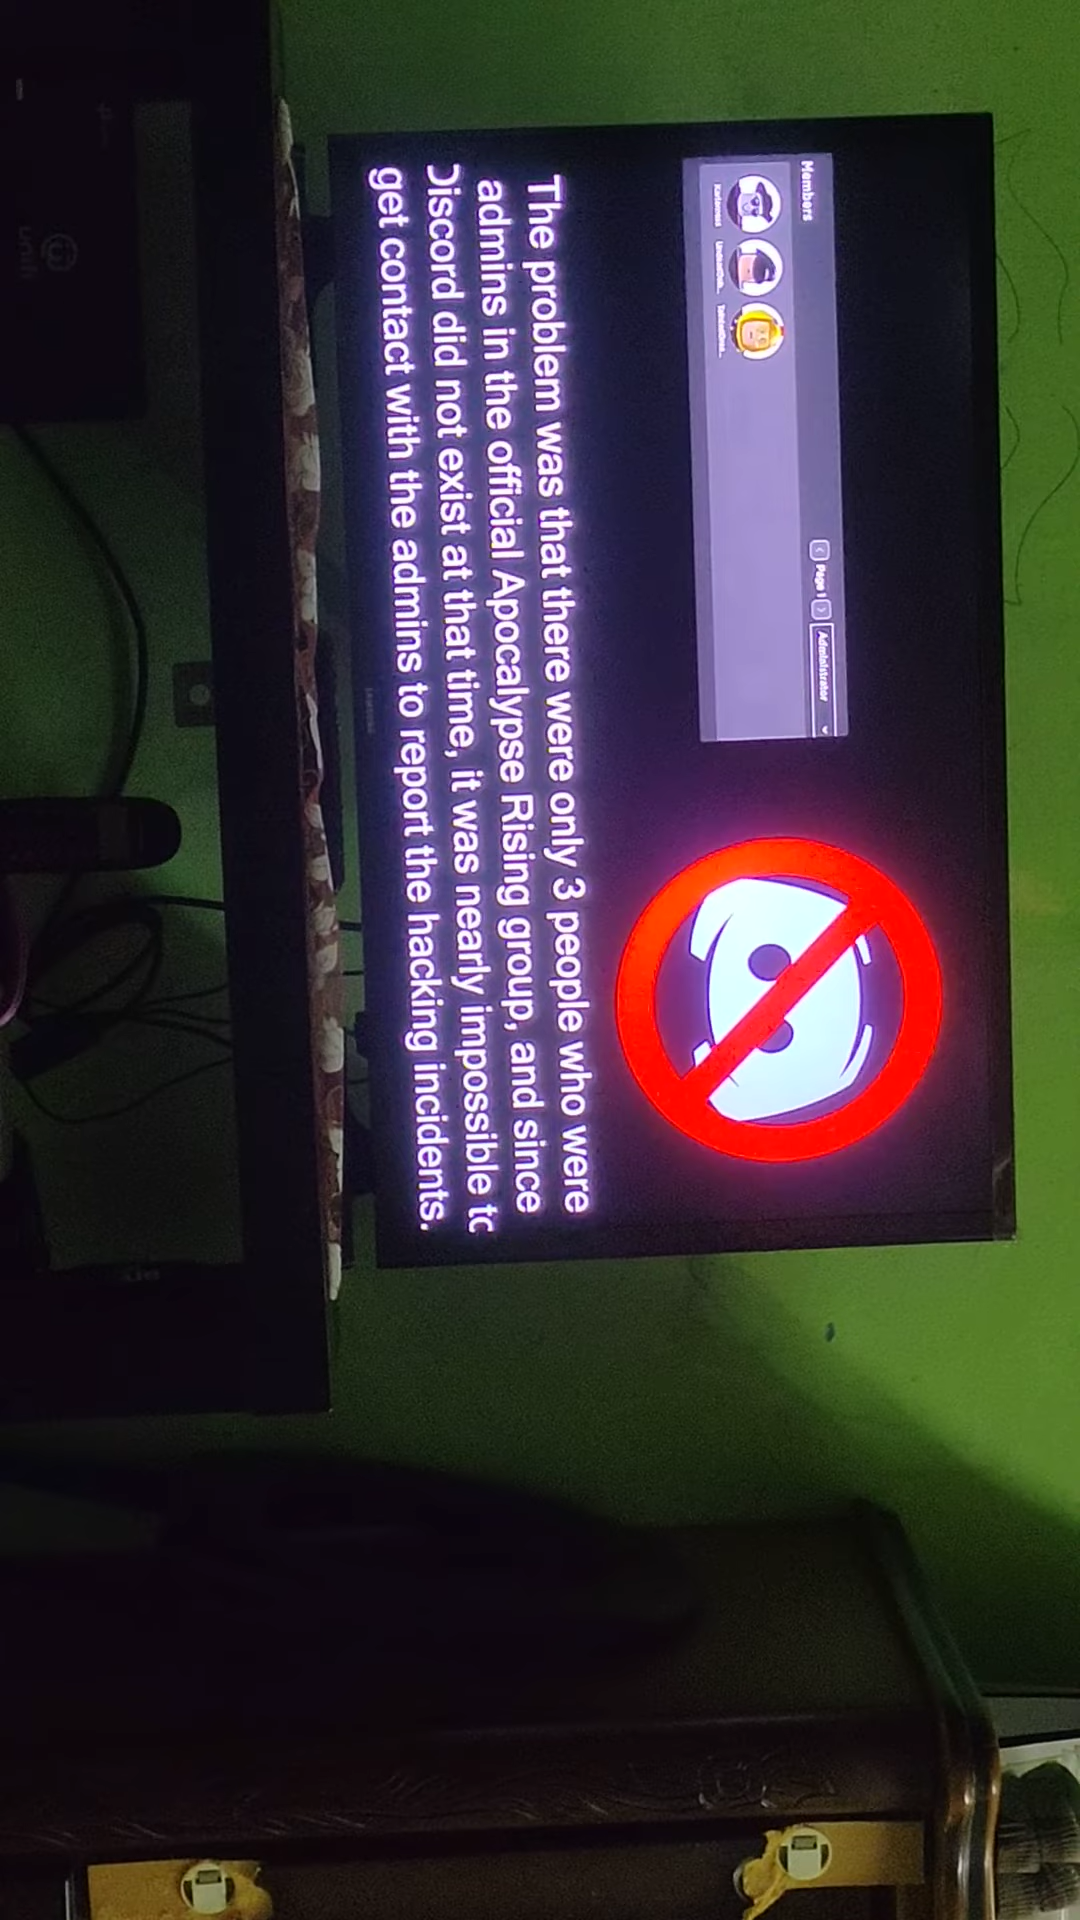 Members
< Page 1 > Administrator
The problem was that there were only 3 people who were
admins in the official Apocalypse Rising group, and since
Discord did not exist at that time, it was nearly impossible to
get contact with the admins to report the hacking incidents.
SAMSUNG